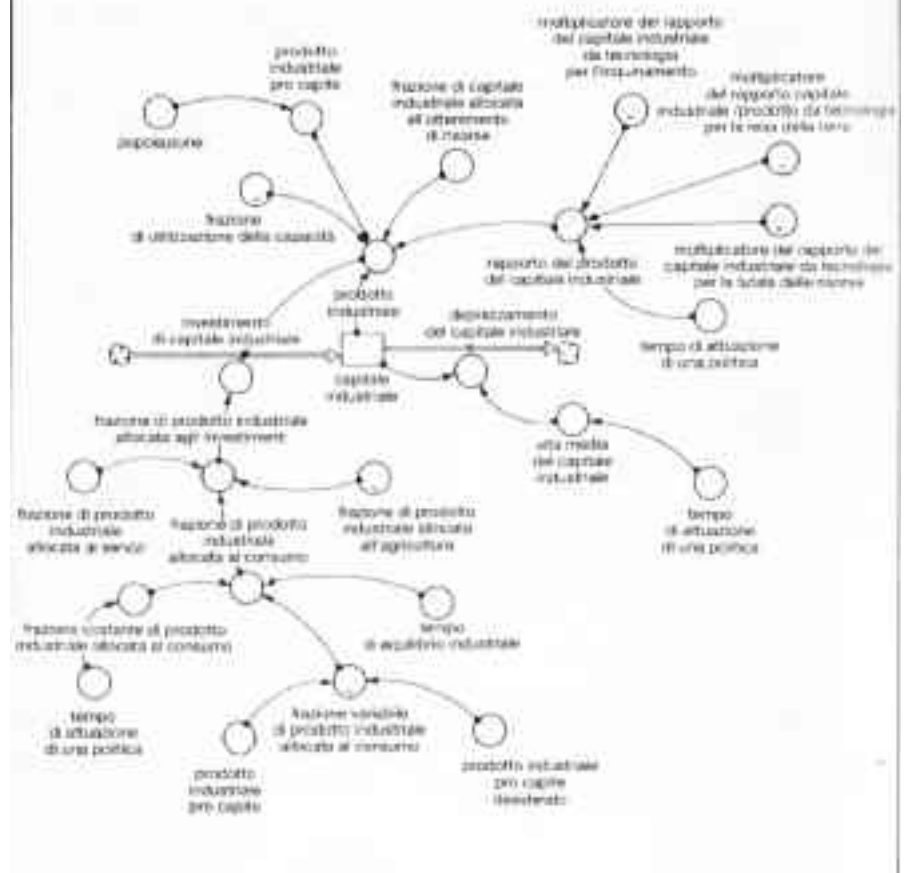 moltiplicatore del rapporto
del capitale industriale
da tecnologia
per l'inquinamento
prodotto
industriale
pro capite
frazione di capitale
industriale allocata
all'ottenimento
di risorse
moltiplicatore
del rapporto capitale
industriale /prodotto da tecnologia
per la resa della terra
popolazione
frazione
di utilizzazione della capacità
rapporto del prodotto
del capitale industriale
moltiplicatore del rapporto del
capitale industriale da tecnologia
per la tutela delle risorse
prodotto
industriale
investimento
di capitale industriale
deprezzamento
del capitale industriale
tempo di attuazione
di una politica
capitale
industriale
frazione di prodotto industriale
allocata agli investimenti
vita media
del capitale
industriale
frazione di prodotto
industriale
allocata ai servizi
frazione di prodotto
industriale
allocata al consumo
frazione di prodotto
industriale allocata
all'agricoltura
tempo
di attuazione
di una politica
frazione costante di prodotto
industriale allocata al consumo
tempo
di equilibrio industriale
tempo
di attuazione
di una politica
frazione variabile
di prodotto industriale
allocata al consumo
prodotto
industriale
pro capite
prodotto industriale
pro capite
desiderato